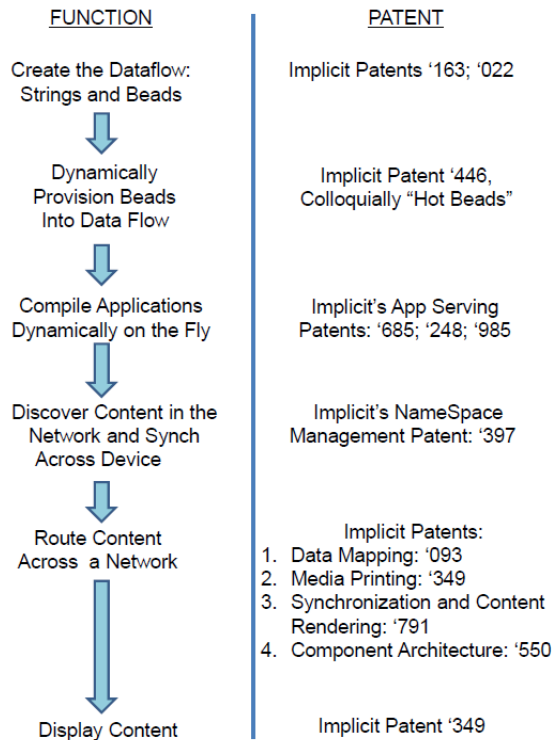 FUNCTION
PATENT
Create the Dataflow:
Strings and Beads
Implicit Patents ‘163; ‘022
Dynamically
Provision Beads
Into Data Flow
Implicit Patent ‘446,
Colloquially “Hot Beads”
Compile Applications
Dynamically on the Fly
Implicit’s App Serving
Patents: ‘685; ‘248; ‘985
Discover Content in the
Network and Synch
Across Device
Implicit’s NameSpace
Management Patent: ‘397
Route Content
Across a Network
Implicit Patents:
1. Data Mapping: ‘093
2. Media Printing: ‘349
3. Synchronization and Content
Rendering: ‘791
4. Component Architecture: ‘550
Display Content
Implicit Patent ‘349